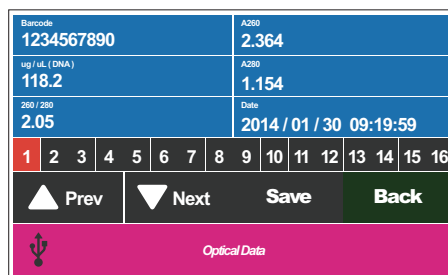 Barcode
1234567890
A260
2.364
ug / uL ( DNA )
118.2
A280
1.154
260 / 280
2.05
Date
2014 / 01 / 30 09:19:59
1 2 3 4 5 6 7 8 9 10 11 12 13 14 15 16
Prev Next Save Back
Optical Data